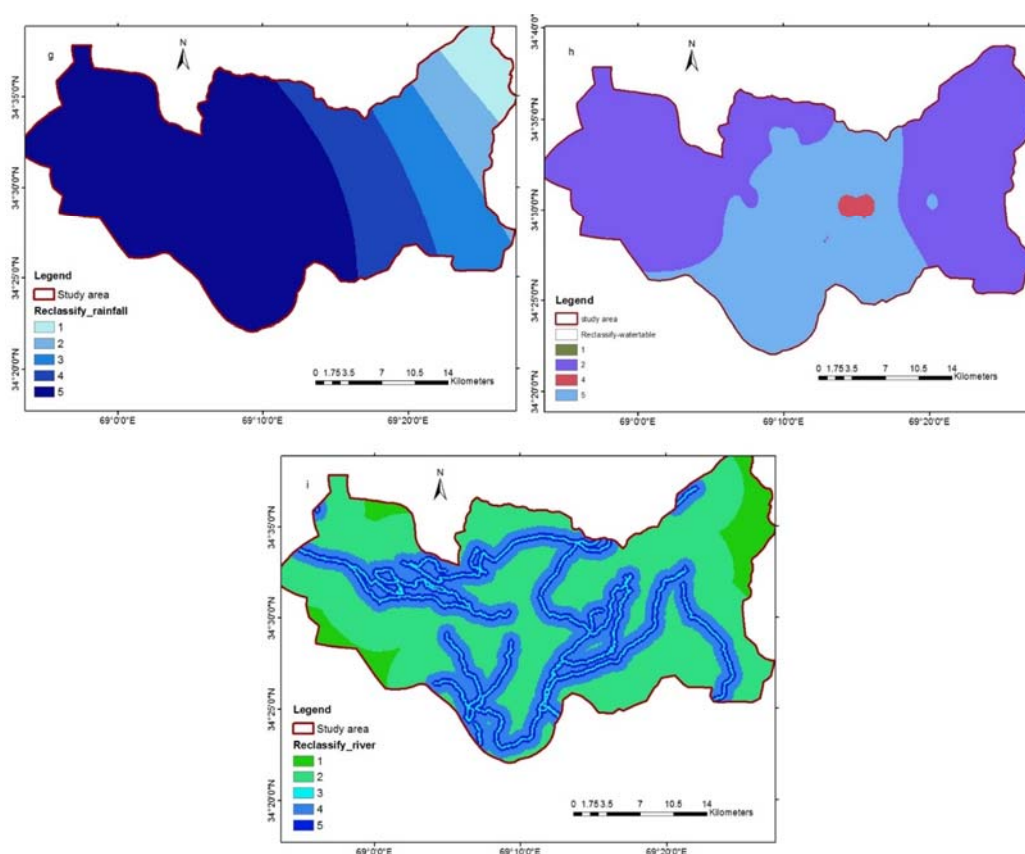 g
N
34°35'0"N
34°30'0"N
34°25'0"N
34°20'0"N
Legend
Study area
Reclassify_rainfall
1
2
3
4
5
0 1.75 3.5 7 10.5 14
Kilometers
69°0'0"E 69°10'0"E 69°20'0"E
h
N
34°40'0"N
34°35'0"N
34°25'0"N
34°20'0"N
Legend
study area
Reclassify-watertable
1
2
4
5
0 1.75 3.5 7 10.5 14
Kilometers
69°0'0"E 69°10'0"E 69°20'0"E
i
N
34°35'0"N
34°30'0"N
34°25'0"N
34°20'0"N
Legend
Study area
Reclassify_river
1
2
3
4
5
0 1.75 3.5 7 10.5 14
Kilometers
69°0'0"E 69°10'0"E 69°20'0"E